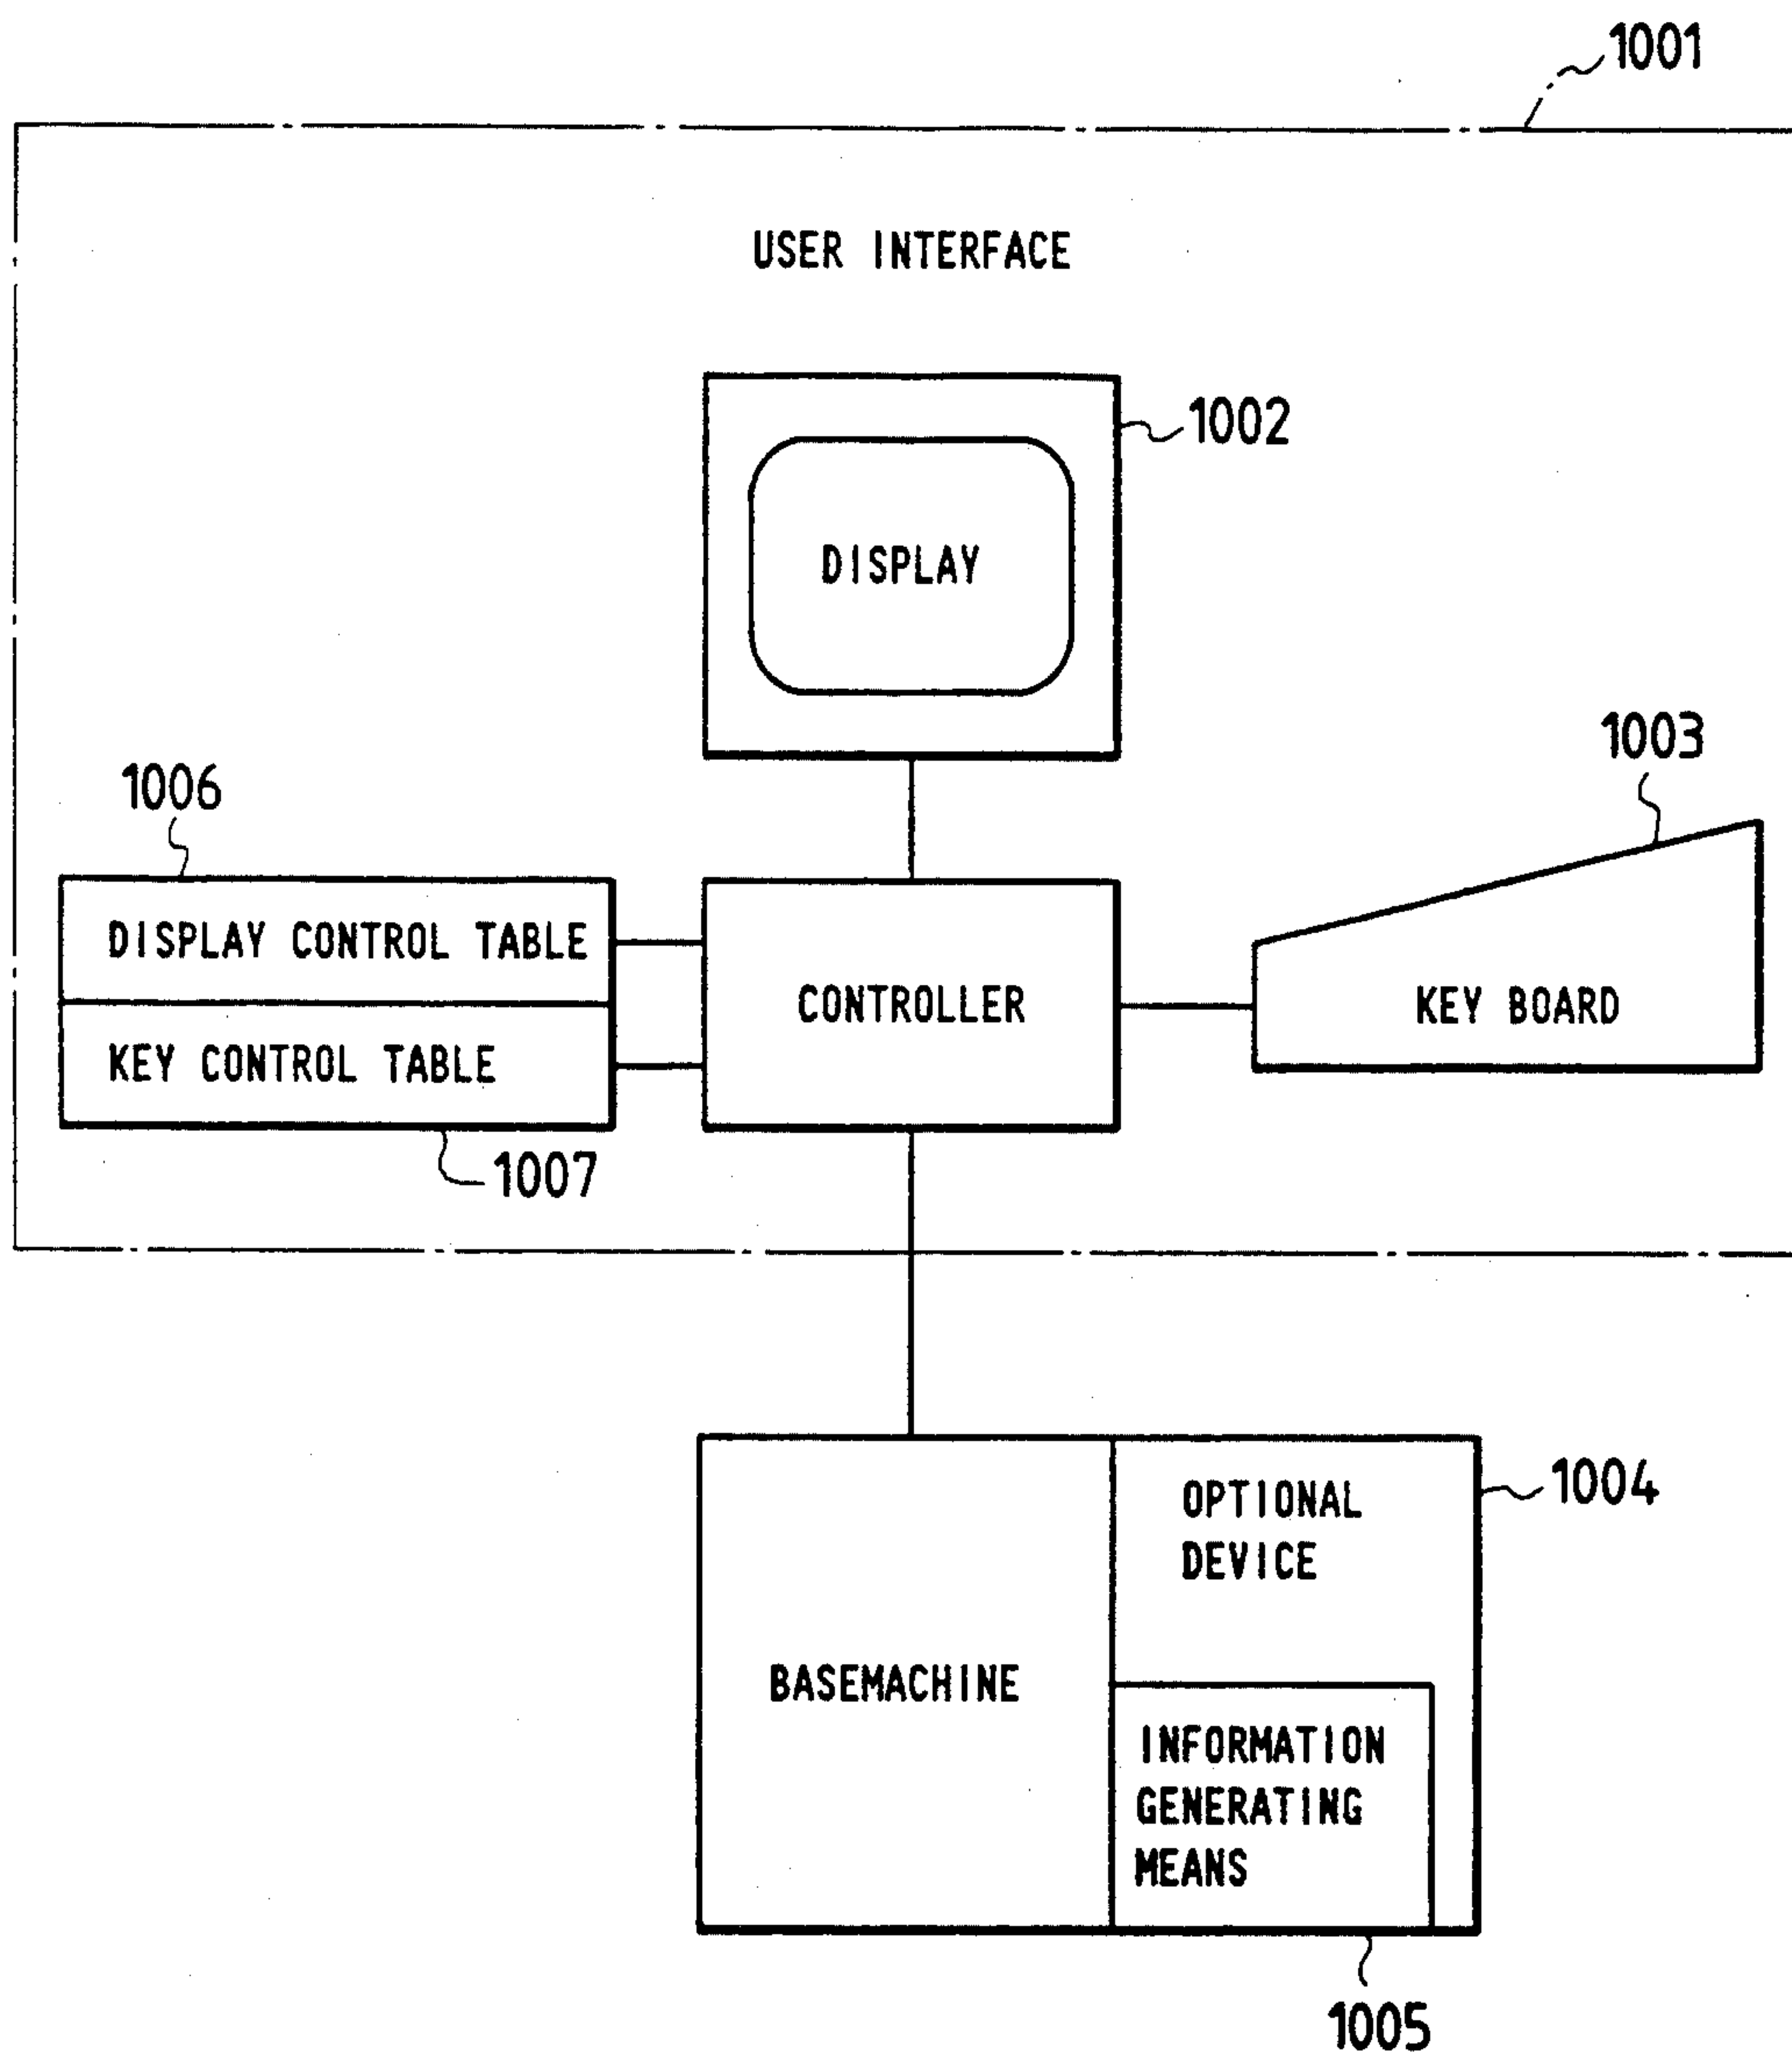 1001
USER INTERFACE
1002
DISPLAY
1003
1006
DISPLAY CONTROL TABLE
CONTROLLER
KEY BOARD
KEY CONTROL TABLE
1007
1004
OPTIONAL
DEVICE
BASEMACHINE
INFORMATION
GENERATING
MEANS
1005